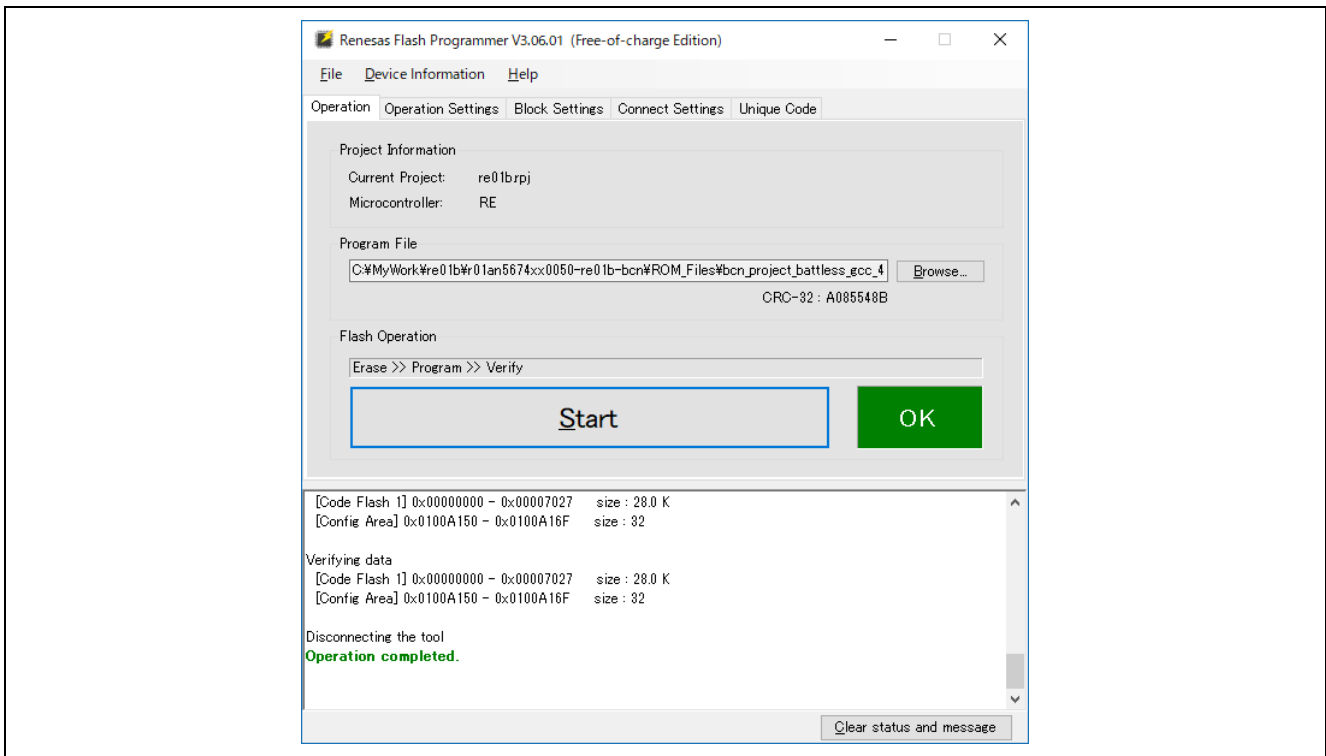 Renesas Flash Programmer V3.06.01 (Free-of-charge Edition)
File Device Information Help
Operation Operation Settings Block Settings Connect Settings Unique Code
Project Information
Current Project: re01b.rpj
Microcontroller: RE
Program File
C:¥MyWork¥re01b¥r01an5674xx0050-re01b-bcn¥ROM_Files¥bcn_project_battless_gcc_4 Browse...
CRC-32 : A085548B
Flash Operation
Erase >> Program >> Verify
Start OK
[Code Flash 1] 0x00000000 - 0x00007027 size : 28.0 K
[Config Area] 0x0100A150 - 0x0100A16F size : 32
Verifying data
[Code Flash 1] 0x00000000 - 0x00007027 size : 28.0 K
[Config Area] 0x0100A150 - 0x0100A16F size : 32
Disconnecting the tool
Operation completed.
Clear status and message